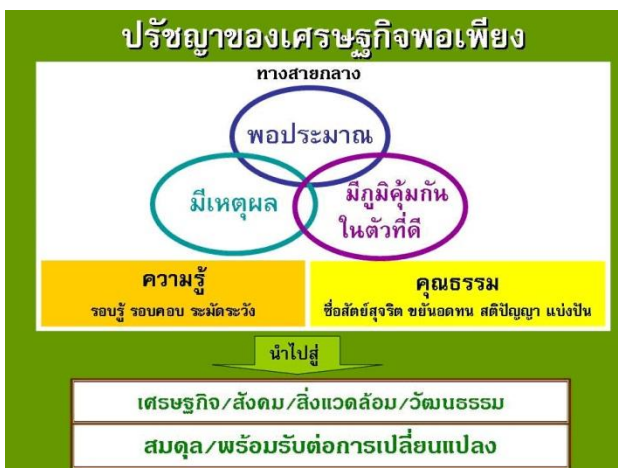 ปรัชญาของเศรษฐกิจพอเพียง
ทางสายกลาง
พอประมาณ
มีเหตุผล
มีภูมิคุ้มกัน
ในตัวที่ดี
ความรู้
รอบรู้ รอบคอบ ระมัดระวัง
คุณธรรม
ซื่อสัตย์สุจริต ขยันอดทน สติปัญญา แบ่งปัน
นำไปสู่
เศรษฐกิจ/สังคม/สิ่งแวดล้อม/วัฒนธรรม
สมดุล/พร้อมรับต่อการเปลี่ยนแปลง